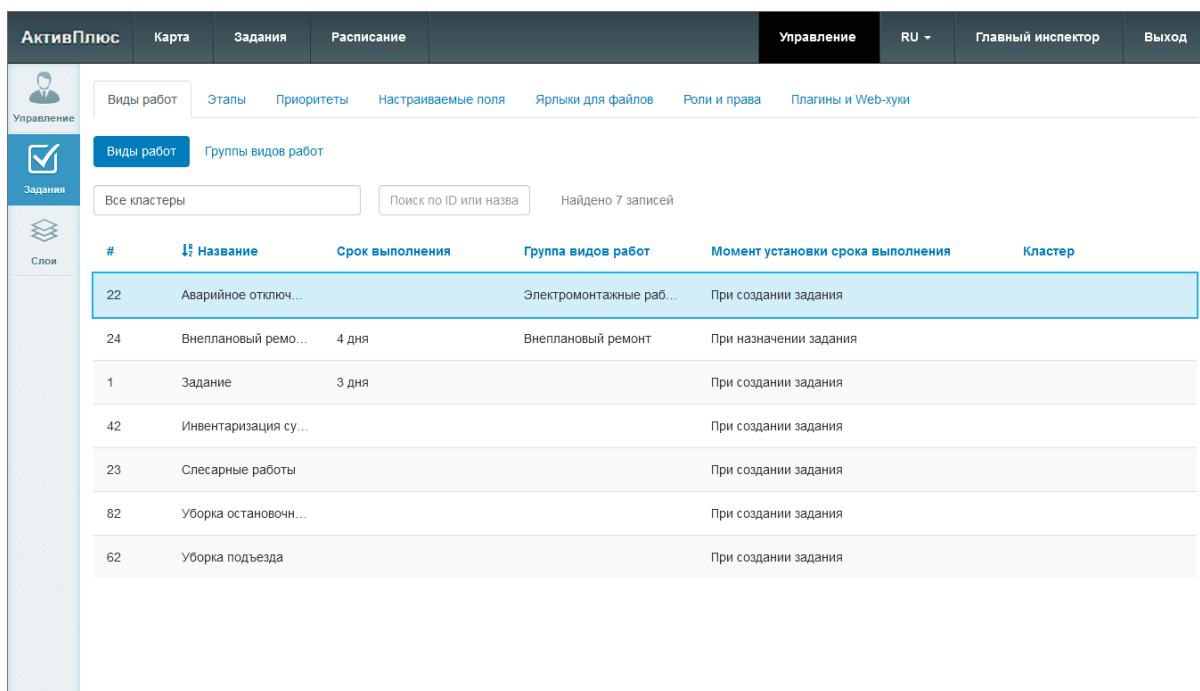 АктивПлюс Карта Задания Расписание Управление RU Главный инспектор Выход
Управление
Задания
Слои
Виды работ Этапы Приоритеты Настраиваемые поля Ярлыки для файлов Роли и права Плагины и Web-хуки
Виды работ Группы видов работ
Все кластеры Поиск по ID или назва Найдено 7 записей
# Название Срок выполнения Группа видов работ Момент установки срока выполнения Кластер
22 Аварийное отключ... Электромонтажные раб... При создании задания
24 Внеплановый ремо... 4 дня Внеплановый ремонт При назначении задания
1 Задание 3 дня При создании задания
42 Инвентаризация су... При создании задания
23 Слесарные работы При создании задания
82 Уборка остановочн... При создании задания
62 Уборка подъезда При создании задания